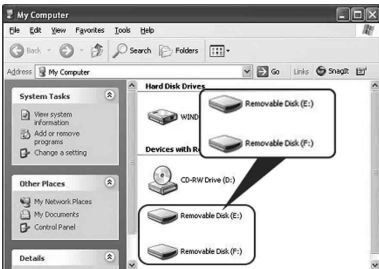 My Computer
File Edit View Favorites Tools Help
Back Search Folders
Address My Computer Go Links SnagIt
System Tasks
View system
information
Add or remove
programs
Change a setting
Other Places
My Network Places
My Documents
Control Panel
Details
Hard Disk Drives
WIND
Removable Disk (E:)
Removable Disk (F:)
Devices with R
CD-RW Drive (D:)
Removable Disk (E:)
Removable Disk (F:)